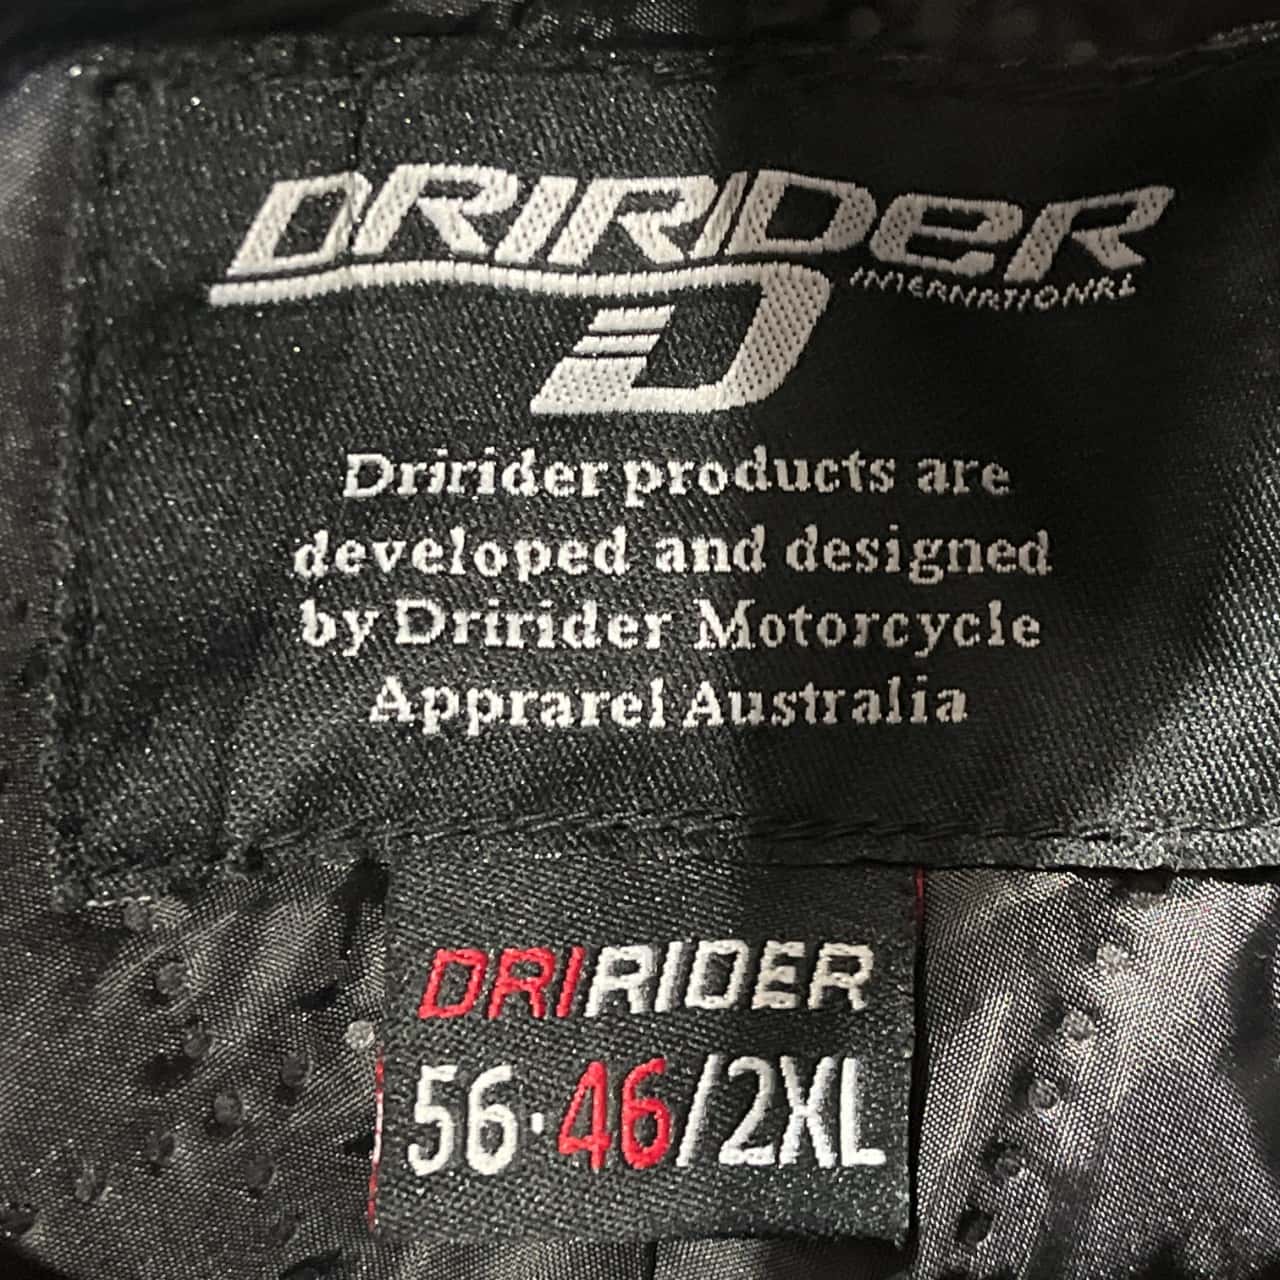 DRIRIDER
INTERNATIONAL
D
Dririder products are
developed and designed
by Dririder Motorcycle
Apprarel Australia
DRIRIDER
56·46/2XL